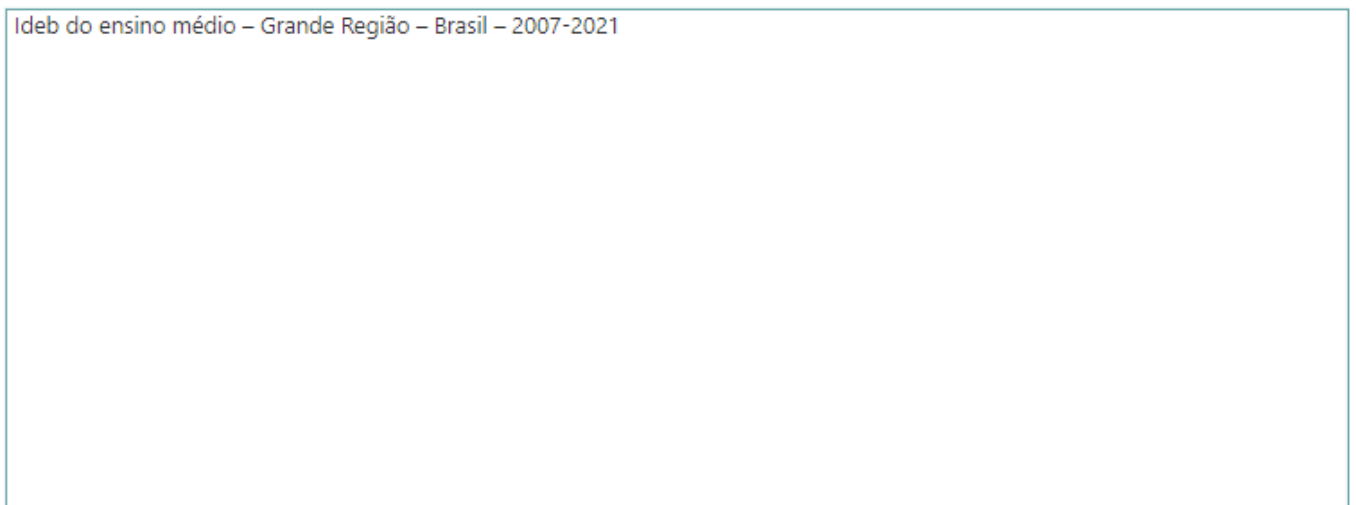 Ideb do ensino médio – Grande Região – Brasil – 2007-2021